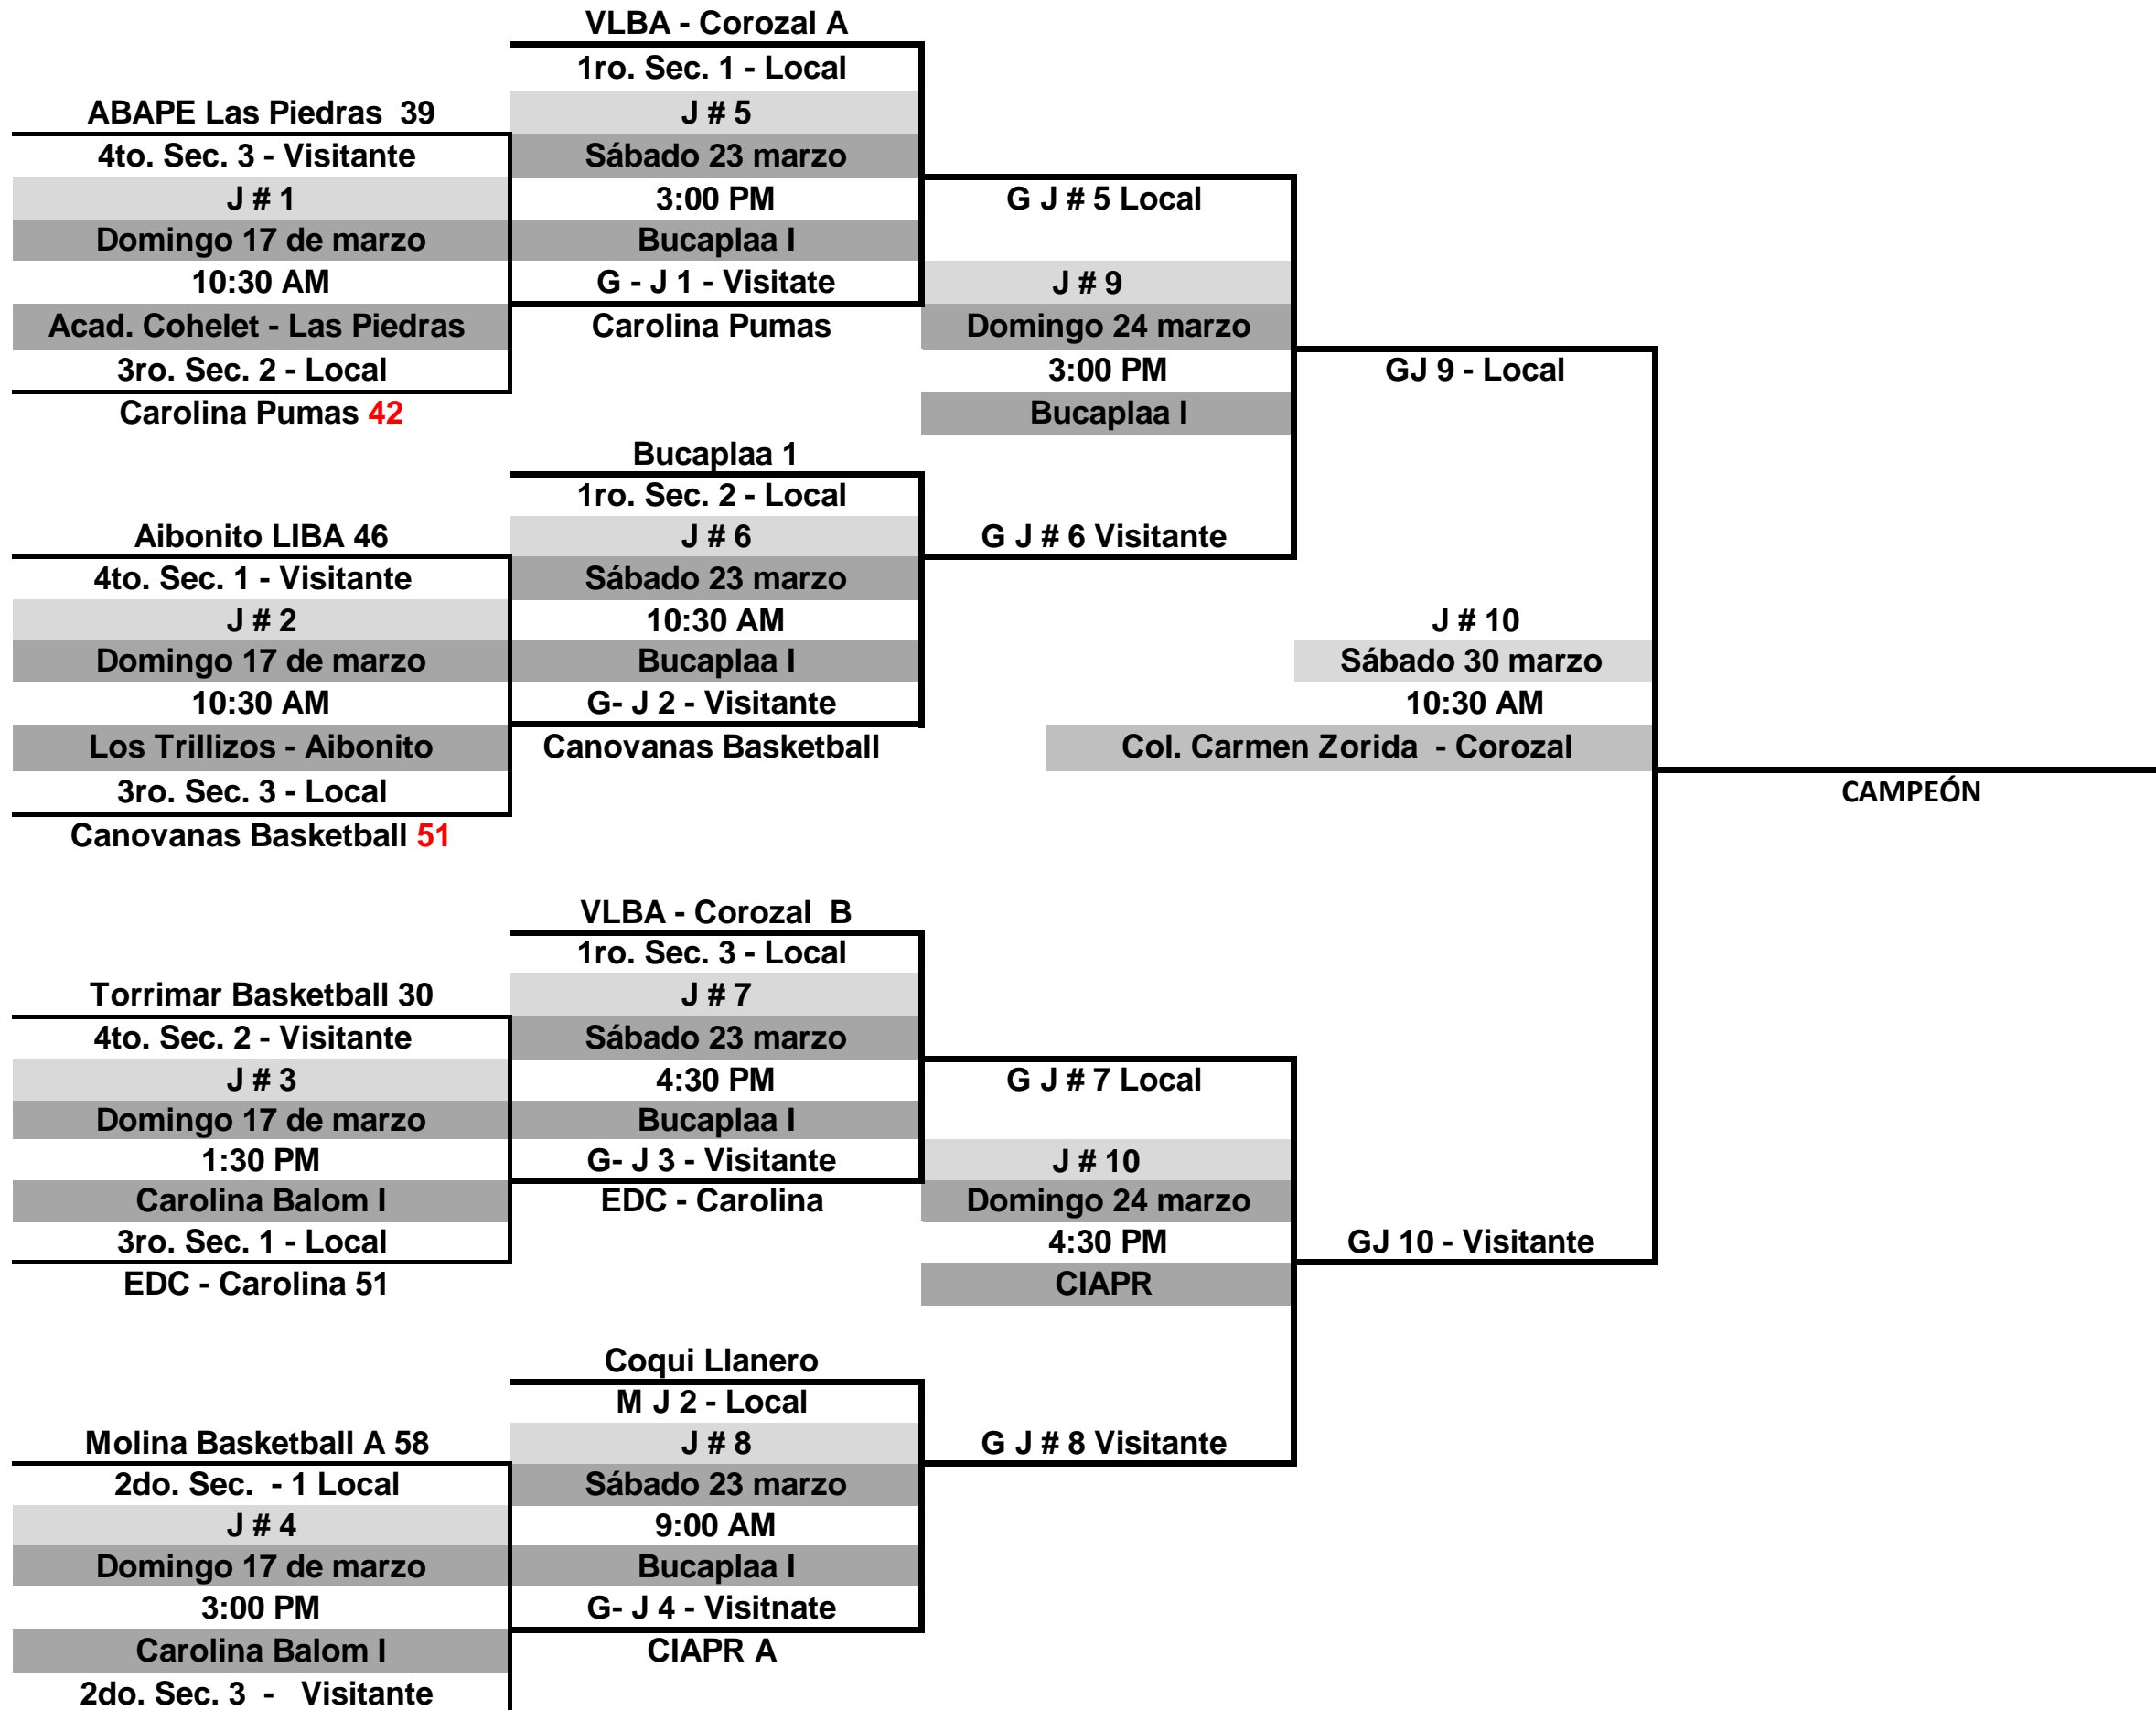 VLBA - Corozal A
1ro. Sec. 1 - Local
ABAPE Las Piedras  39
J # 5
4to. Sec. 3 - Visitante
Sábado 23 marzo
J # 1
3:00 PM
G J # 5 Local
Domingo 17 de marzo
Bucaplaa I
10:30 AM
G - J 1 - Visitate
J # 9
Acad. Cohelet - Las Piedras
Carolina Pumas
Domingo 24 marzo
3ro. Sec. 2 - Local
3:00 PM
GJ 9 - Local
Carolina Pumas 42
Bucaplaa I
Bucaplaa 1
1ro. Sec. 2 - Local
Aibonito LIBA 46
J # 6
G J # 6 Visitante
4to. Sec. 1 - Visitante
Sábado 23 marzo
J # 2
10:30 AM
J # 10
Domingo 17 de marzo
Bucaplaa I
Sábado 30 marzo
10:30 AM
G- J 2 - Visitante
10:30 AM
Los Trillizos - Aibonito
Canovanas Basketball
Col. Carmen Zorida  - Corozal
3ro. Sec. 3 - Local
CAMPEÓN
Canovanas Basketball 51
VLBA - Corozal  B
1ro. Sec. 3 - Local
Torrimar Basketball 30
J # 7
4to. Sec. 2 - Visitante
Sábado 23 marzo
J # 3
4:30 PM
G J # 7 Local
Domingo 17 de marzo
Bucaplaa I
1:30 PM
G- J 3 - Visitante
J # 10
Carolina Balom I
EDC - Carolina
Domingo 24 marzo
3ro. Sec. 1 - Local
4:30 PM
GJ 10 - Visitante
EDC - Carolina 51
CIAPR
Coqui Llanero
M J 2 - Local
Molina Basketball A 58
J # 8
G J # 8 Visitante
2do. Sec.  - 1 Local
Sábado 23 marzo
J # 4
9:00 AM
Domingo 17 de marzo
Bucaplaa I
3:00 PM
G- J 4 - Visitnate
Carolina Balom I
CIAPR A
2do. Sec. 3  -   Visitante